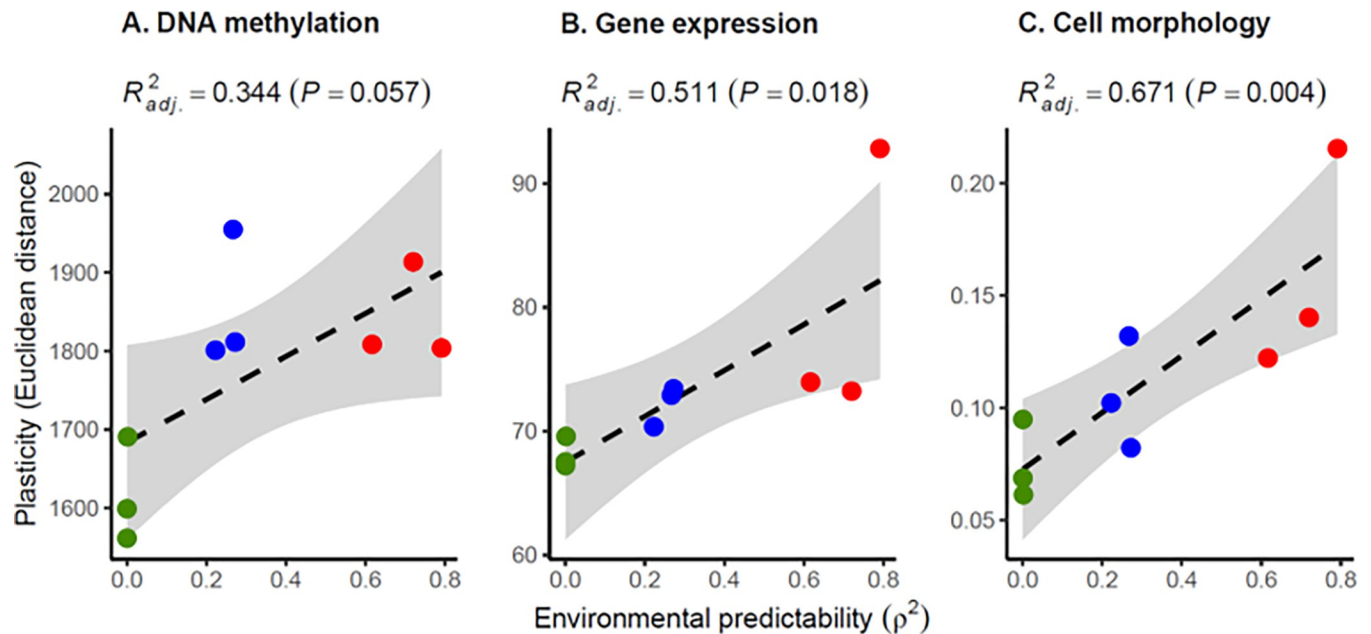 A. DNA methylation
R²adj. = 0.344 (P = 0.057)
B. Gene expression
R²adj. = 0.511 (P = 0.018)
C. Cell morphology
R²adj. = 0.671 (P = 0.004)
Plasticity (Euclidean distance)
2000
1900
1800
1700
1600
0.0 0.2 0.4 0.6 0.8
90
80
70
60
0.0 0.2 0.4 0.6 0.8
0.20
0.15
0.10
0.05
0.0 0.2 0.4 0.6 0.8
Environmental predictability (ρ²)